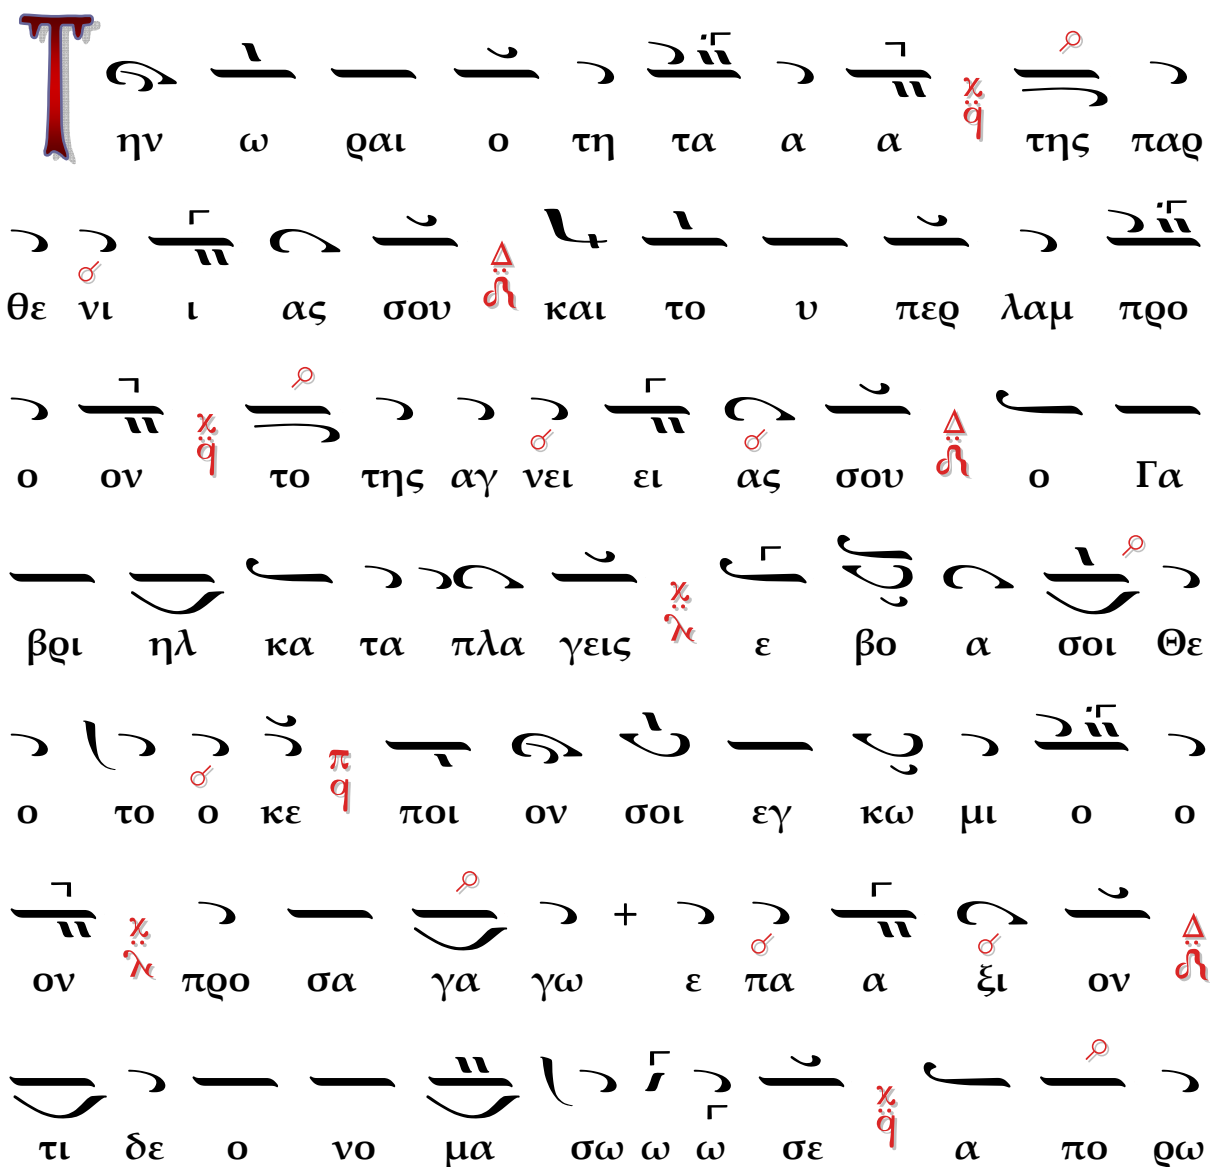 Την ω ραι ο τη τα α α της παρ
θε νι ι ας σου και το υ περ λαμ προ
ο ον το της αγ νει ει ας σου ο Γα
βρι ηλ κα τα πλα γεις ε βο α σοι Θε
ο το ο κε ποι ον σοι εγ κω μι ο ο
ον προ σα γα γω + ε πα α ξι ον
τι δε ο νο μα σω ω ω σε α πο ρω